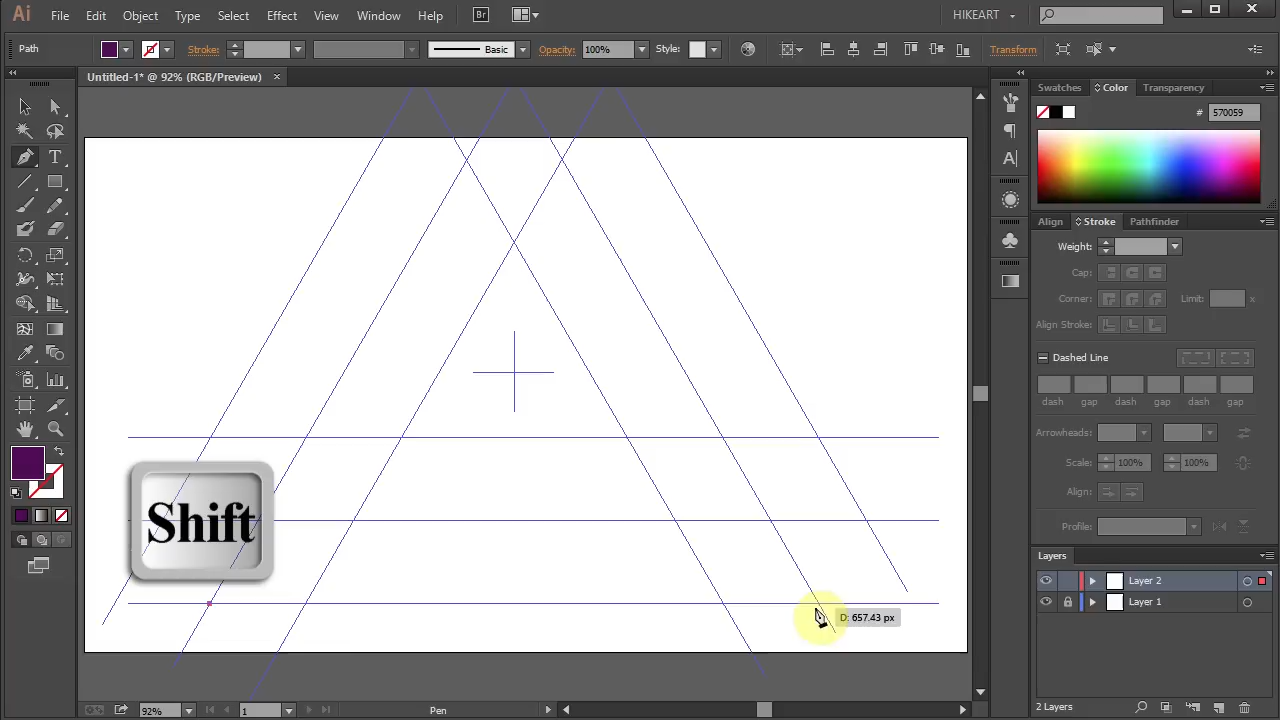 Ai File Edit Object Type Select Effect View Window Help Br HIKEART
Path Stroke: Basic Opacity: 100% Style: Transform
Untitled-1* @ 92% (RGB/Preview) ×
Swatches Color Transparency
# 570059
Align Stroke Pathfinder
Weight:
Cap:
Corner: Limit: x
Align Stroke:
Dashed Line
dash gap dash gap dash gap
Arrowheads:
Scale: 100% 100%
Align:
Profile:
Shift
D: 657.43 px
Layers
Layer 2
Layer 1
2 Layers
92% 1 Pen